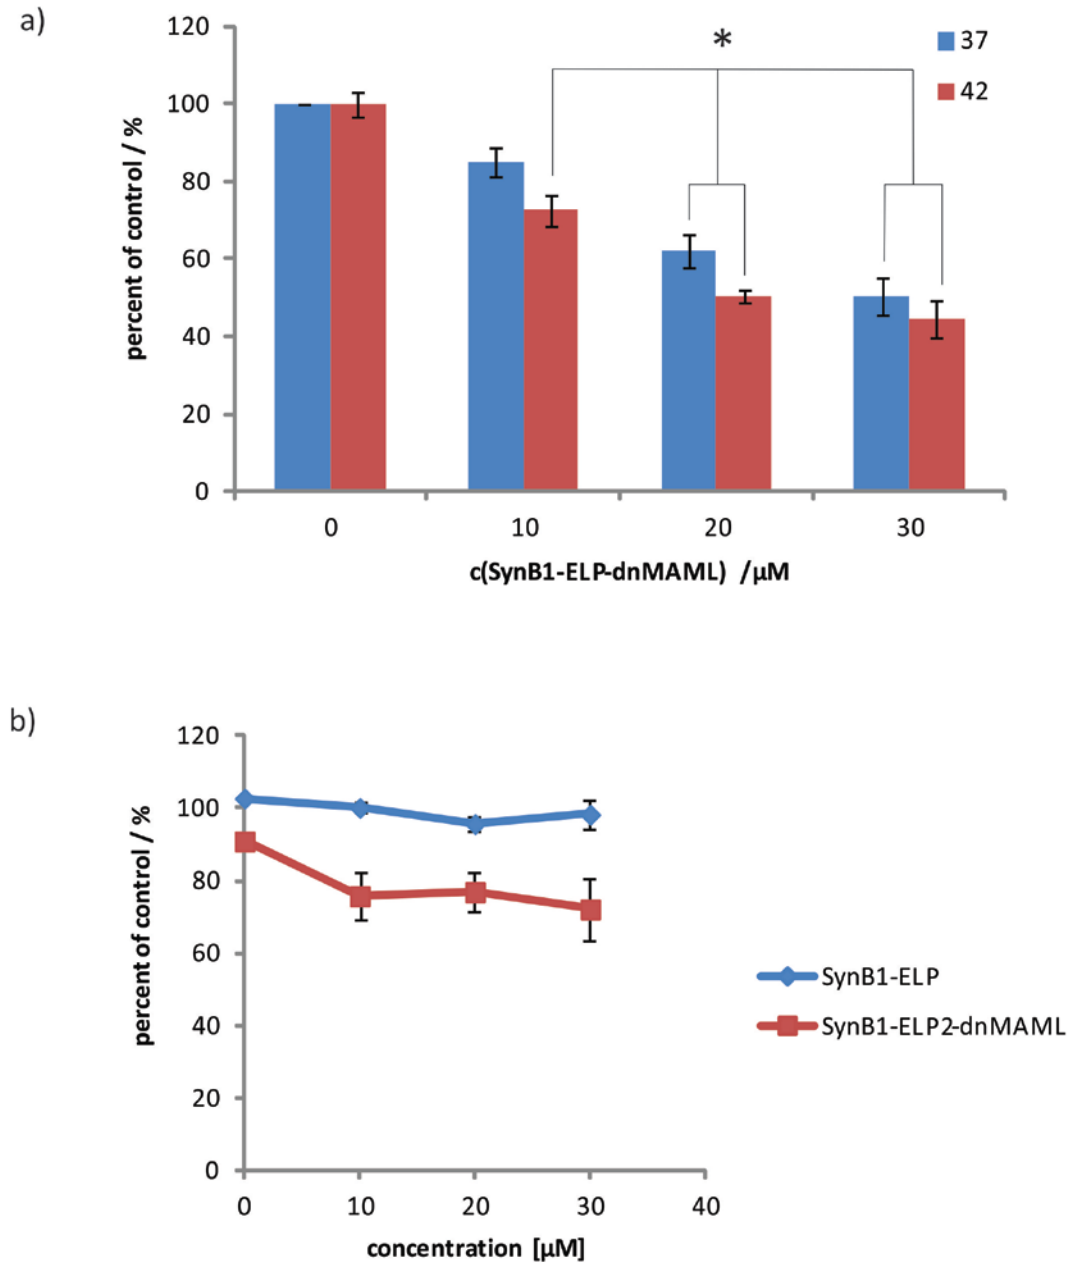 a)
120
100
80
60
40
20
0
percent of control / %
*
37
42
0 10 20 30
c(SynB1-ELP-dnMAML) /µM
b)
120
100
80
60
40
20
0
percent of control / %
0 10 20 30 40
concentration [µM]
SynB1-ELP
SynB1-ELP2-dnMAML